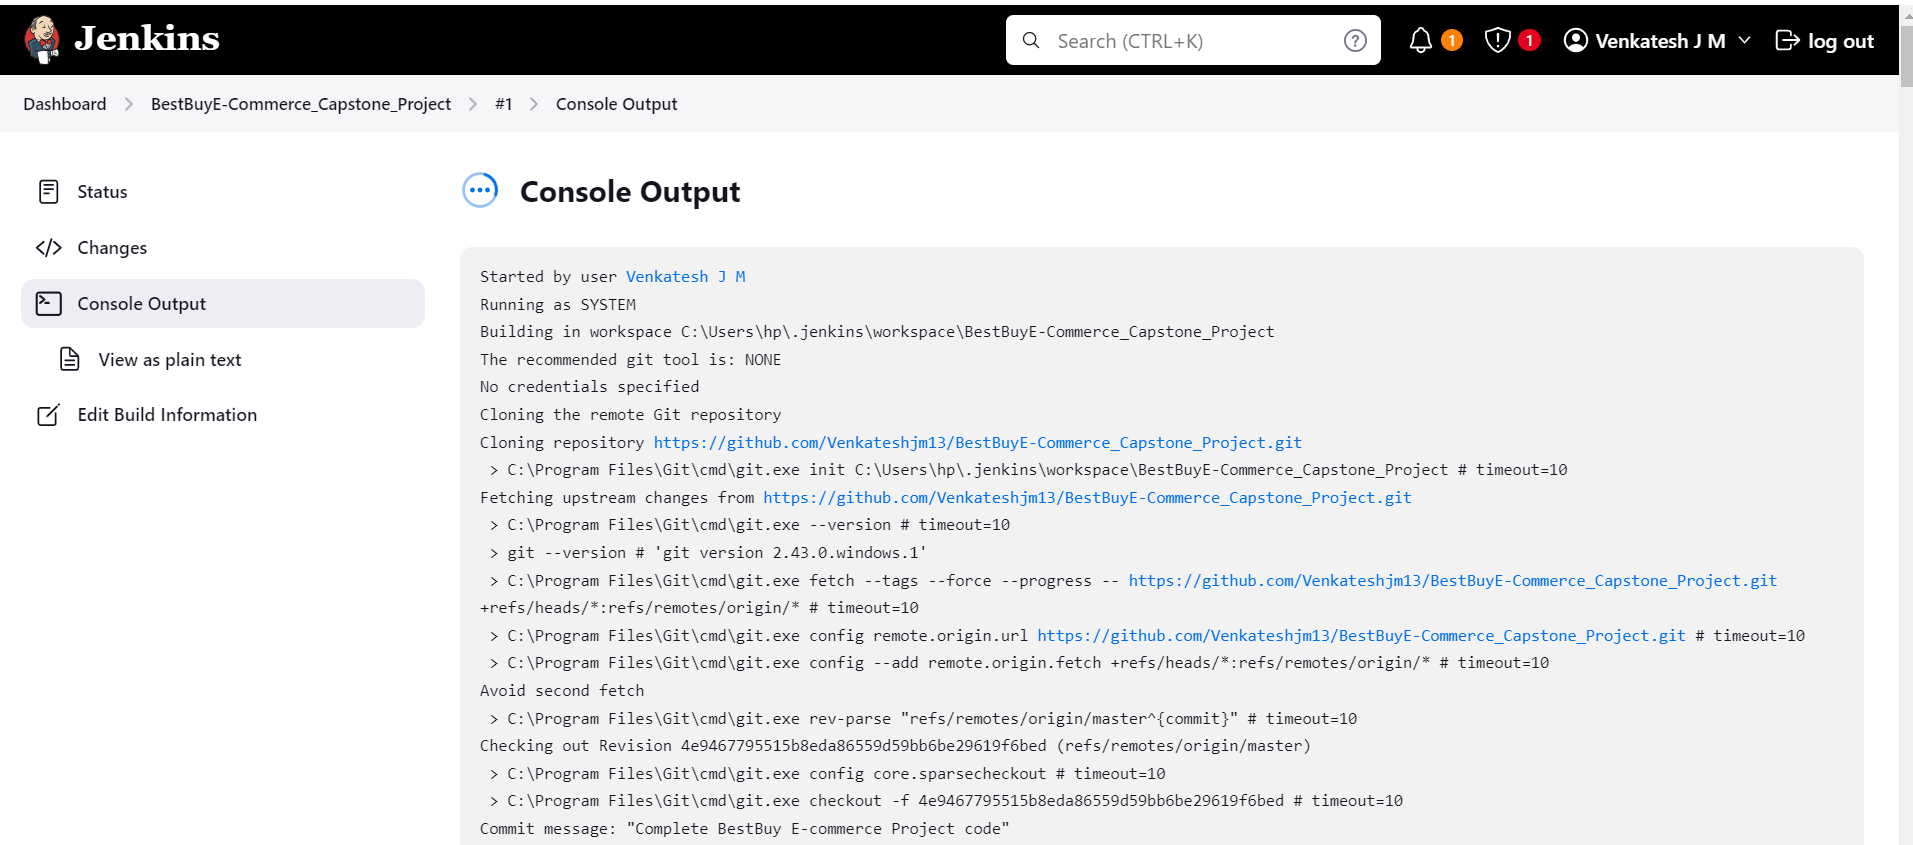 Jenkins
Search (CTRL+K)
?
1
1
Venkatesh J M
log out
Dashboard > BestBuyE-Commerce_Capstone_Project > #1 > Console Output
Status
Changes
Console Output
View as plain text
Edit Build Information
Console Output
Started by user Venkatesh J M
Running as SYSTEM
Building in workspace C:\Users\hp\.jenkins\workspace\BestBuyE-Commerce_Capstone_Project
The recommended git tool is: NONE
No credentials specified
Cloning the remote Git repository
Cloning repository https://github.com/Venkateshjm13/BestBuyE-Commerce_Capstone_Project.git
 > C:\Program Files\Git\cmd\git.exe init C:\Users\hp\.jenkins\workspace\BestBuyE-Commerce_Capstone_Project # timeout=10
Fetching upstream changes from https://github.com/Venkateshjm13/BestBuyE-Commerce_Capstone_Project.git
 > C:\Program Files\Git\cmd\git.exe --version # timeout=10
 > git --version # 'git version 2.43.0.windows.1'
 > C:\Program Files\Git\cmd\git.exe fetch --tags --force --progress -- https://github.com/Venkateshjm13/BestBuyE-Commerce_Capstone_Project.git
+refs/heads/*:refs/remotes/origin/* # timeout=10
 > C:\Program Files\Git\cmd\git.exe config remote.origin.url https://github.com/Venkateshjm13/BestBuyE-Commerce_Capstone_Project.git # timeout=10
 > C:\Program Files\Git\cmd\git.exe config --add remote.origin.fetch +refs/heads/*:refs/remotes/origin/* # timeout=10
Avoid second fetch
 > C:\Program Files\Git\cmd\git.exe rev-parse "refs/remotes/origin/master^{commit}" # timeout=10
Checking out Revision 4e9467795515b8eda86559d59bb6be29619f6bed (refs/remotes/origin/master)
 > C:\Program Files\Git\cmd\git.exe config core.sparsecheckout # timeout=10
 > C:\Program Files\Git\cmd\git.exe checkout -f 4e9467795515b8eda86559d59bb6be29619f6bed # timeout=10
Commit message: "Complete BestBuy E-commerce Project code"